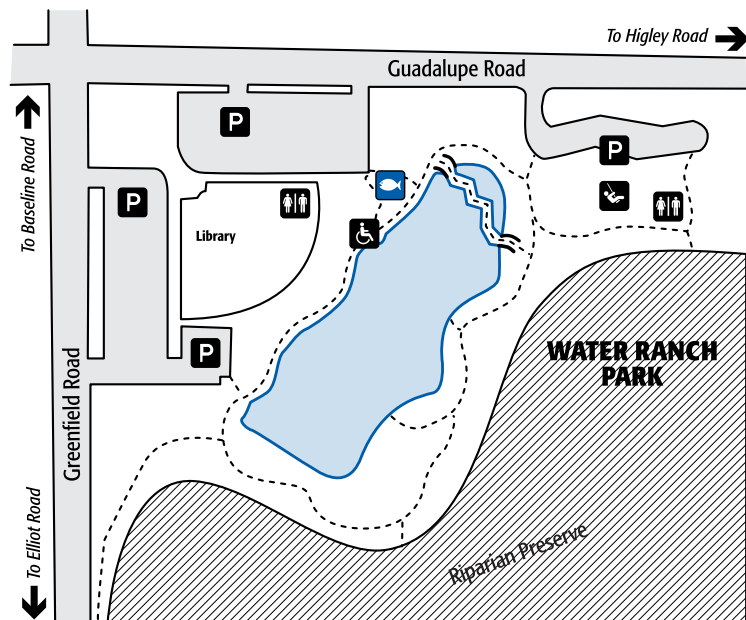 To Higley Road
Guadalupe Road
To Baseline Road
P
P
P
Library
P
WATER RANCH
PARK
Greenfield Road
To Elliot Road
Riparian Preserve